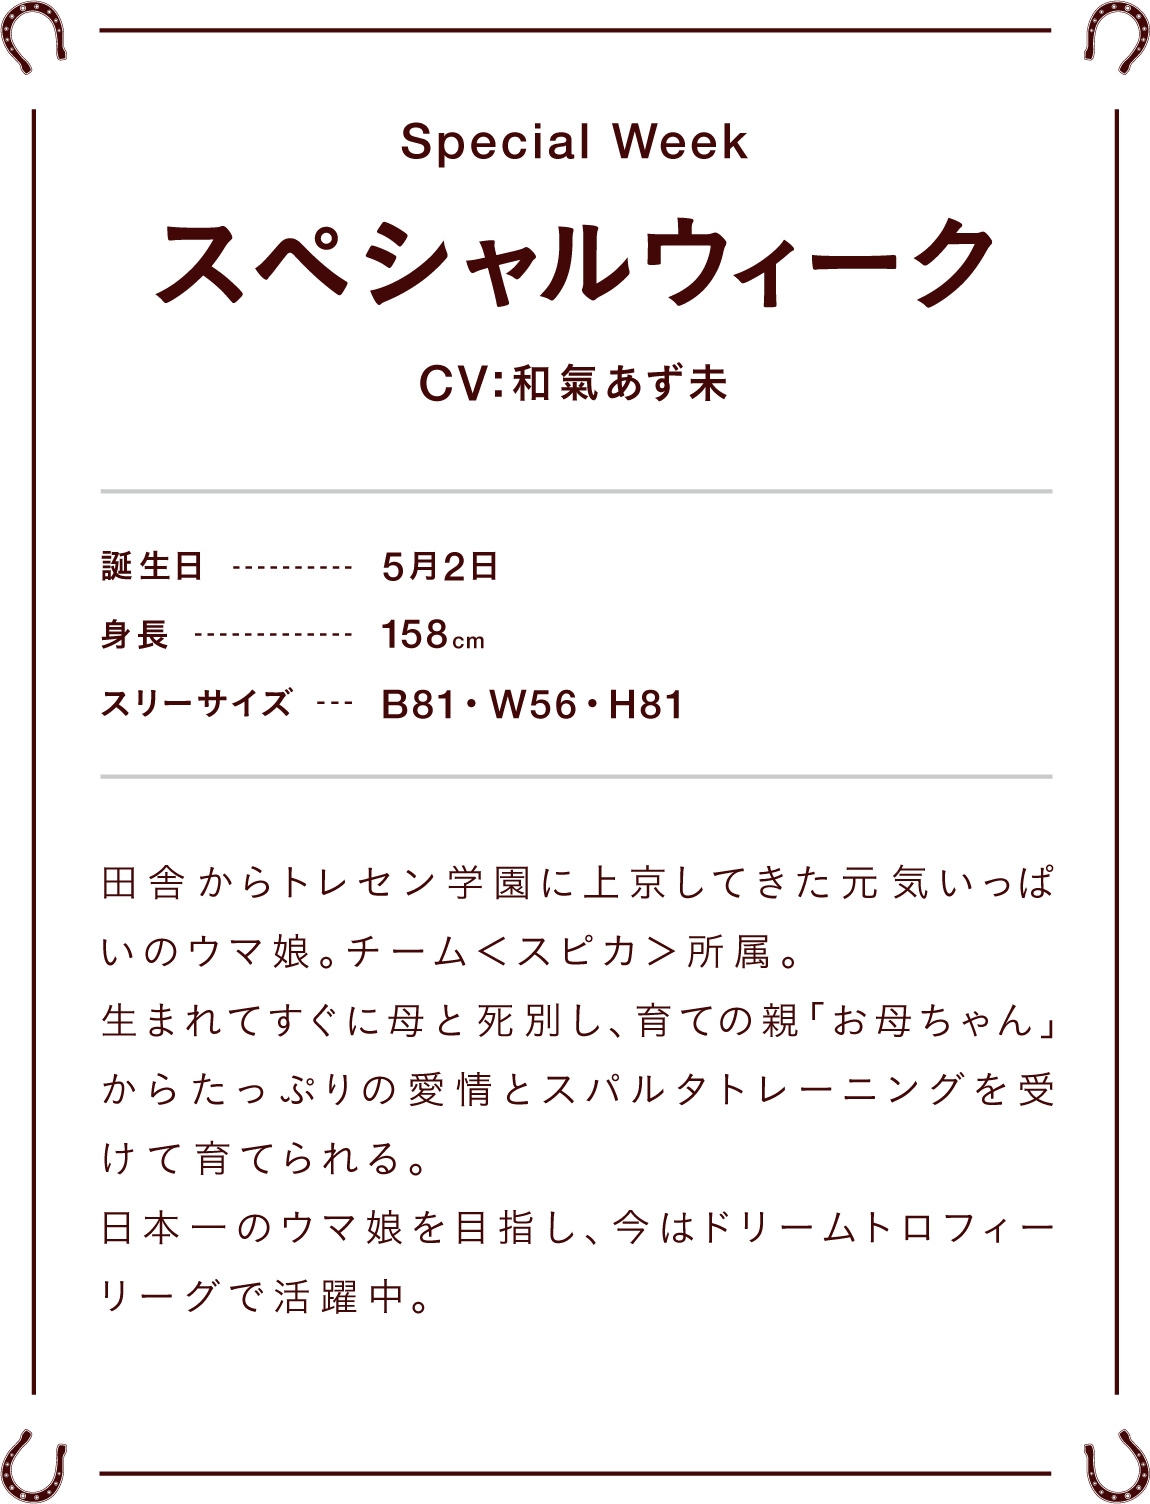 Special Week
スペシャルウィーク
CV:和氣あず未
誕生日 ---------- 5月2日
身長 ------------- 158cm
スリーサイズ --- B81・W56・H81
田舎からトレセン学園に上京してきた元気いっぱ
いのウマ娘。チーム＜スピカ＞所属。
生まれてすぐに母と死別し、育ての親「お母ちゃん」
からたっぷりの愛情とスパルタトレーニングを受
けて育てられる。
日本一のウマ娘を目指し、今はドリームトロフィー
リーグで活躍中。